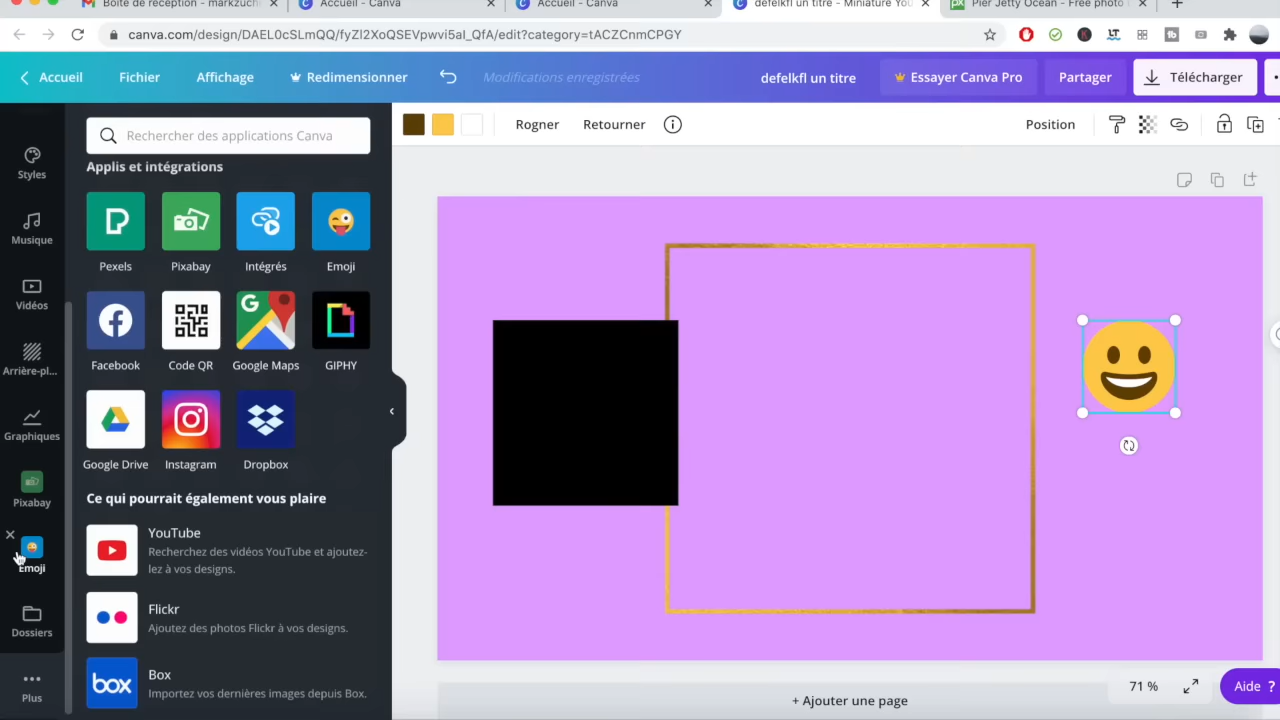 Boîte de réception - markzuch
Accueil - Canva
Accueil - Canva
defelkfl un titre - Miniature You
Pier Jetty Ocean - Free photo
canva.com/design/DAEL0cSLmQQ/fyZl2XoQSEVpwvi5al_QfA/edit?category=tACZCnmCPGY
Accueil
Fichier
Affichage
Redimensionner
Modifications enregistrées
defelkfl un titre
Essayer Canva Pro
Partager
Télécharger
Rechercher des applications Canva
Rogner
Retourner
Position
Styles
Musique
Vidéos
Arrière-pl...
Graphiques
Pixabay
Emoji
Dossiers
Plus
Applis et intégrations
Pexels
Pixabay
Intégrés
Emoji
Facebook
Code QR
Google Maps
GIPHY
Google Drive
Instagram
Dropbox
Ce qui pourrait également vous plaire
YouTube
Recherchez des vidéos YouTube et ajoutez-
lez à vos designs.
Flickr
Ajoutez des photos Flickr à vos designs.
box
Box
Importez vos dernières images depuis Box.
+ Ajouter une page
71 %
Aide ?